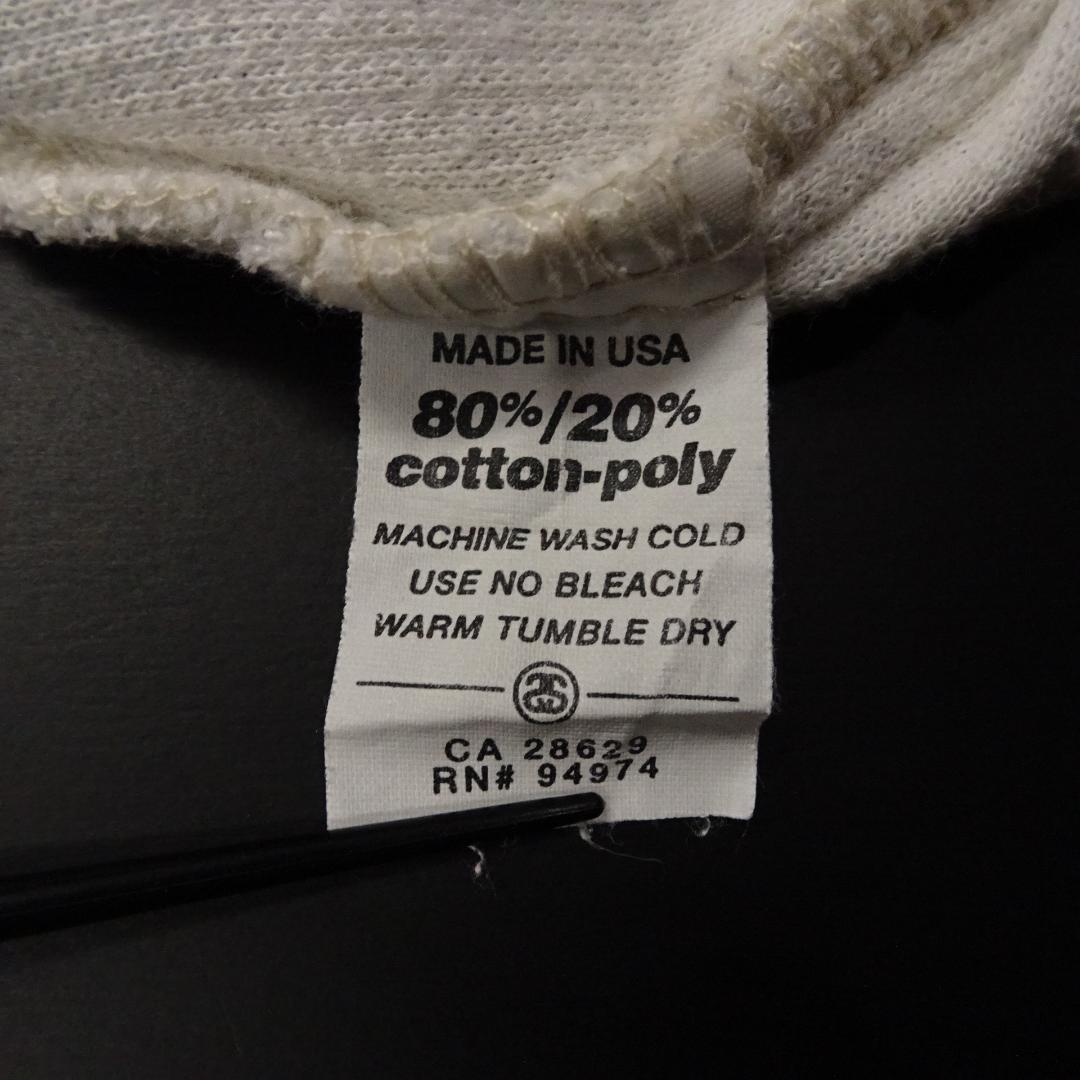 MADE IN USA
80%/20%
cotton-poly
MACHINE WASH COLD
USE NO BLEACH
WARM TUMBLE DRY
SS
CA 28629
RN# 94974